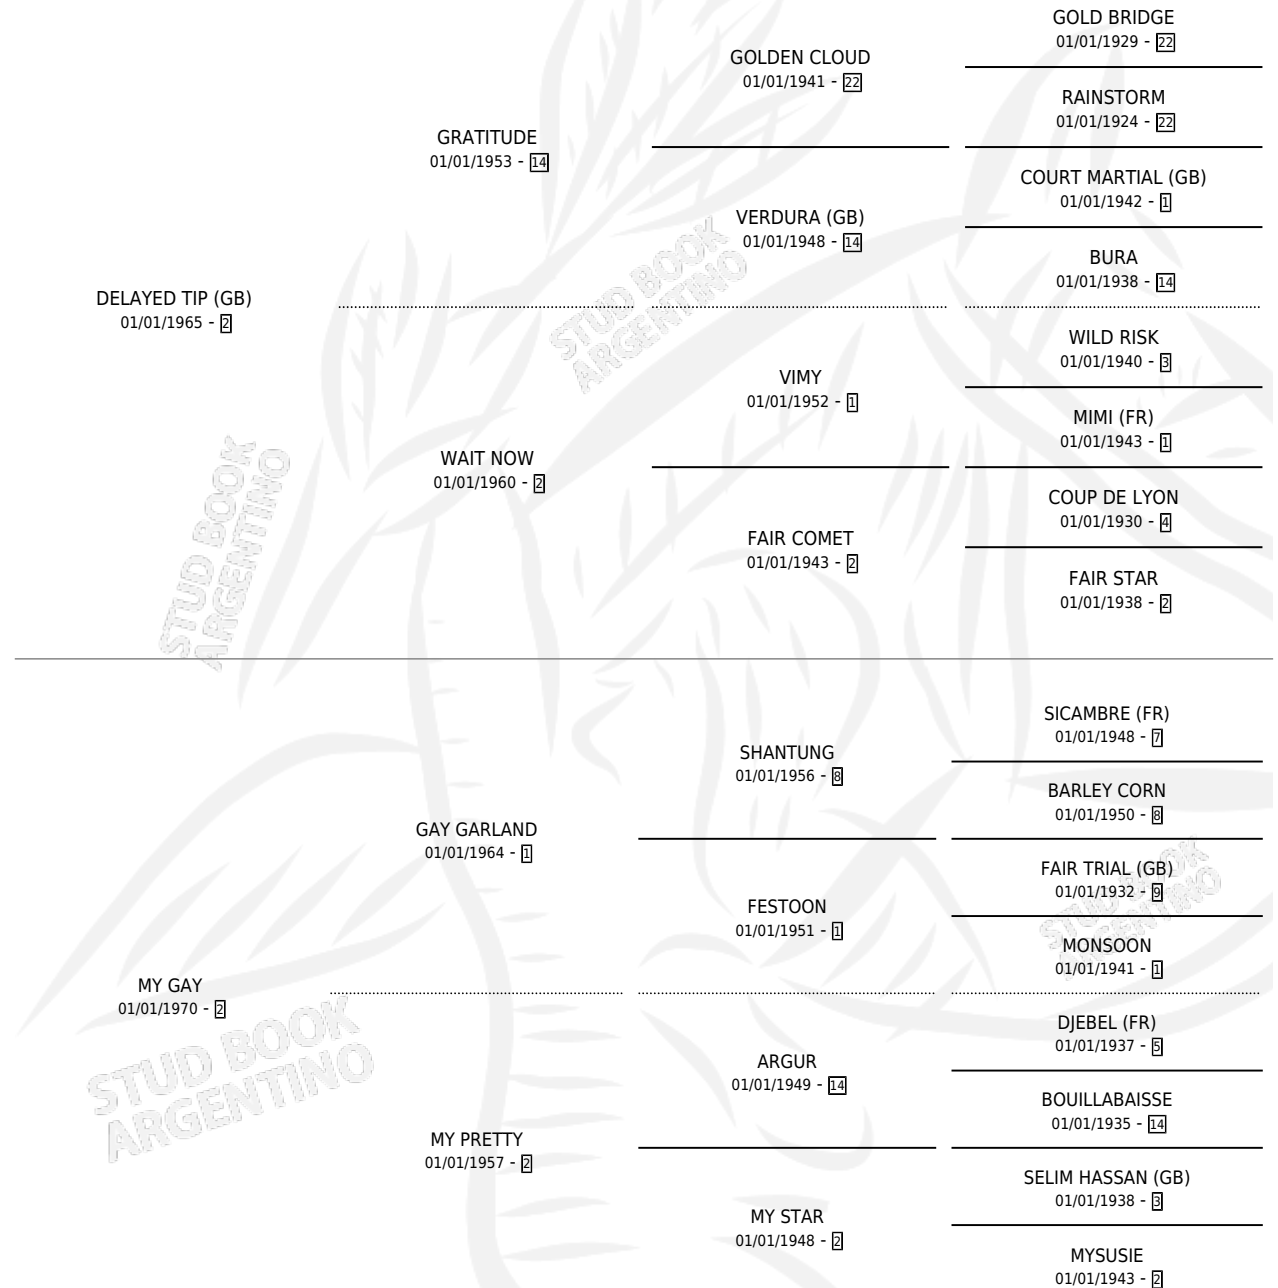 GOLD BRIDGE
01/01/1929 - 22
GOLDEN CLOUD
01/01/1941 - 22
RAINSTORM
01/01/1924 - 22
GRATITUDE
01/01/1953 - 14
COURT MARTIAL (GB)
01/01/1942 - 1
VERDURA (GB)
01/01/1948 - 14
BURA
01/01/1938 - 14
DELAYED TIP (GB)
01/01/1965 - 2
WILD RISK
01/01/1940 - 3
VIMY
01/01/1952 - 1
MIMI (FR)
01/01/1943 - 1
WAIT NOW
01/01/1960 - 2
COUP DE LYON
01/01/1930 - 4
FAIR COMET
01/01/1943 - 2
FAIR STAR
01/01/1938 - 2
SICAMBRE (FR)
01/01/1948 - 7
SHANTUNG
01/01/1956 - 8
BARLEY CORN
01/01/1950 - 8
GAY GARLAND
01/01/1964 - 1
FAIR TRIAL (GB)
01/01/1932 - 9
FESTOON
01/01/1951 - 1
MONSOON
01/01/1941 - 1
MY GAY
01/01/1970 - 2
DJEBEL (FR)
01/01/1937 - 5
ARGUR
01/01/1949 - 14
BOUILLABAISSE
01/01/1935 - 14
MY PRETTY
01/01/1957 - 2
SELIM HASSAN (GB)
01/01/1938 - 3
MY STAR
01/01/1948 - 2
MYSUSIE
01/01/1943 - 2
STUD BOOK
ARGENTINO
STUD BOOK
ARGENTINO
STUD BOOK
ARGENTINO
STUD BOOK
ARGENTINO